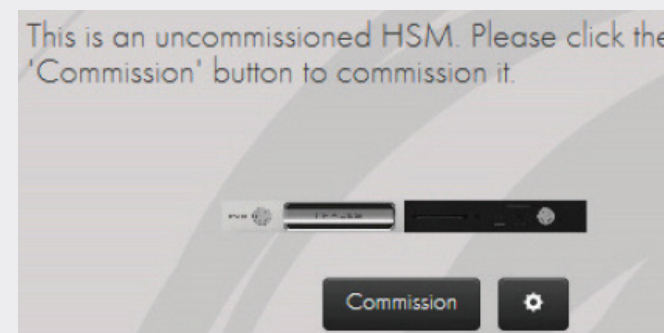 This is an uncommissioned HSM. Please click the
'Commission' button to commission it.
Commission